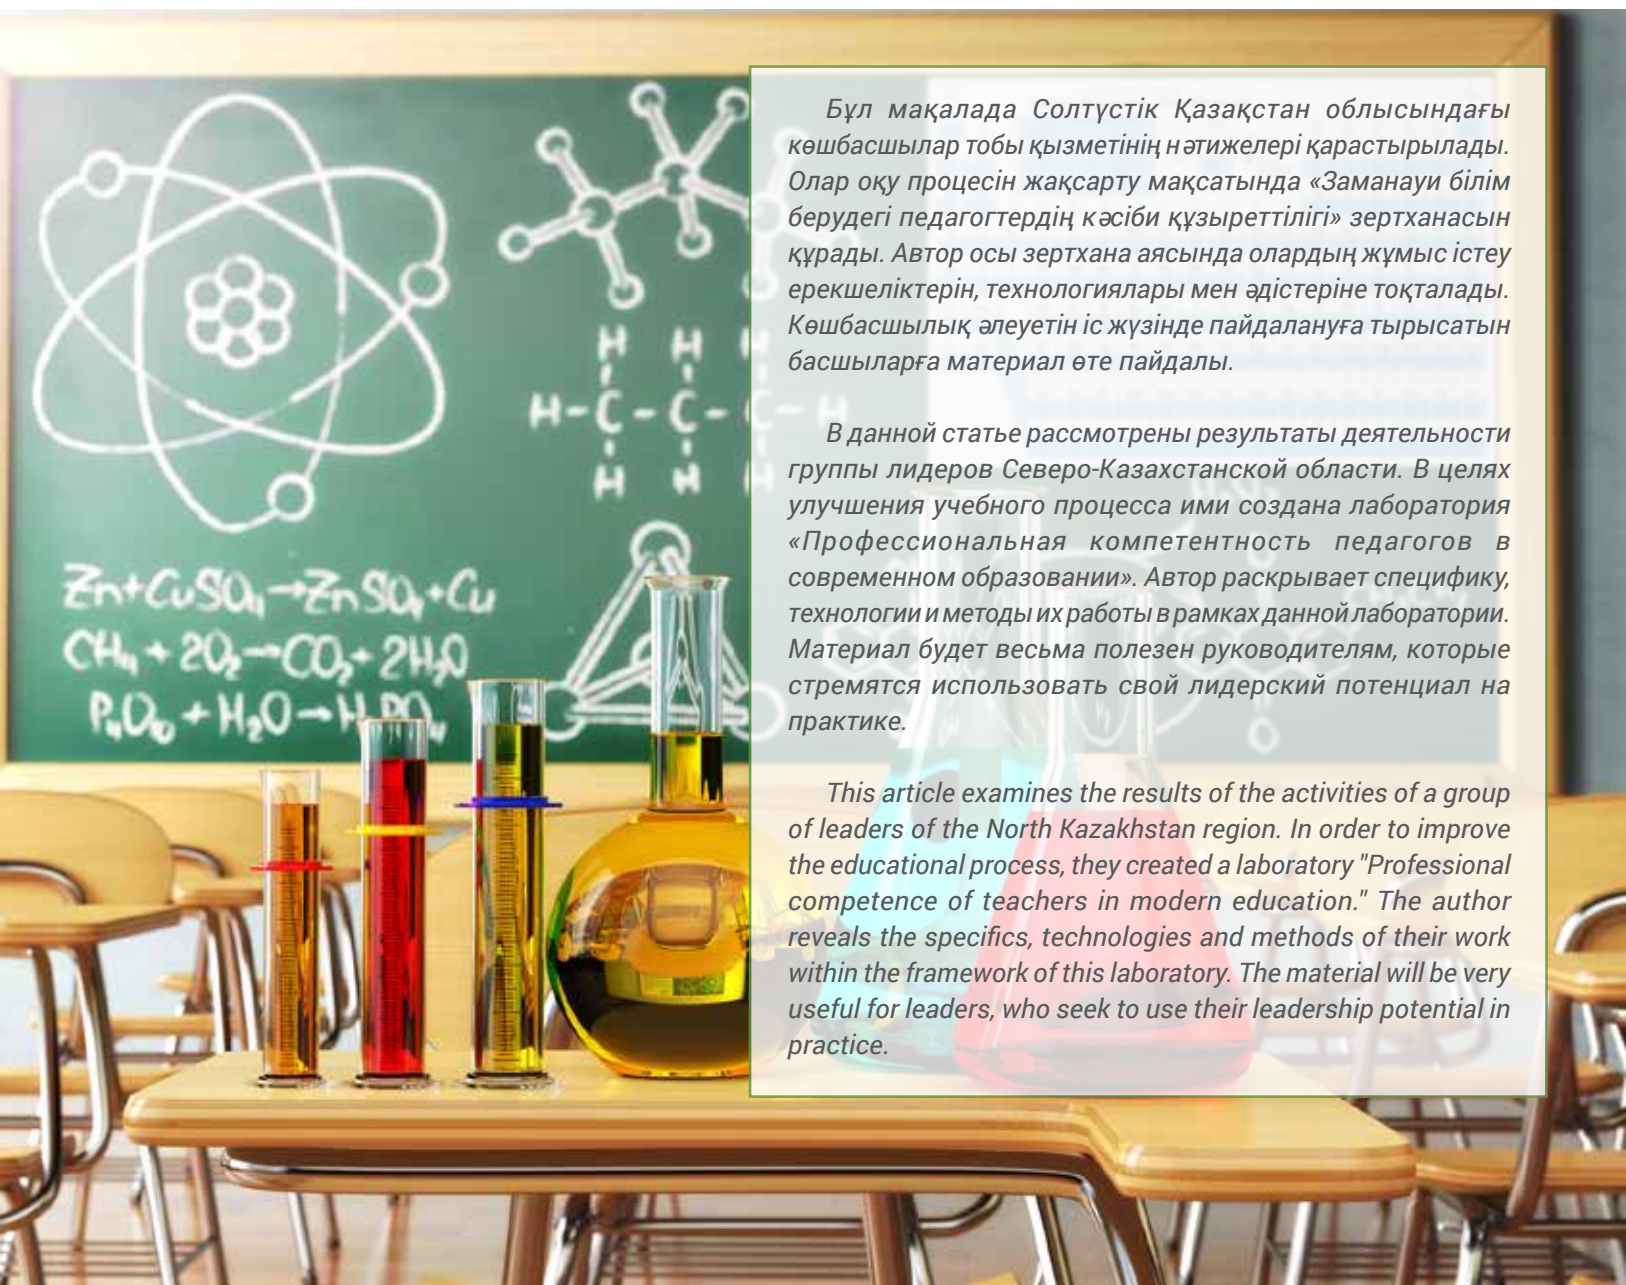 Zn+CuSO₄→ZnSO₄+Cu
CH₄+2O₂→CO₂+2H₂O
P₄O₁₀+H₂O→H₃PO₄
H H H
H-C-C-C-H
H H H
Бұл мақалада Солтүстік Қазақстан облысындағы
көшбасшылар тобы қызметінің нәтижелері қарастырылады.
Олар оқу процесін жақсарту мақсатында «Заманауи білім
берудегі педагогтердің кәсіби құзыреттілігі» зертханасын
құрады. Автор осы зертхана аясында олардың жұмыс істеу
ерекшеліктерін, технологиялары мен әдістеріне тоқталады.
Көшбасшылық әлеуетін іс жүзінде пайдалануға тырысатын
басшыларға материал өте пайдалы.
В данной статье рассмотрены результаты деятельности
группы лидеров Северо-Казахстанской области. В целях
улучшения учебного процесса ими создана лаборатория
«Профессиональная компетентность педагогов в
современном образовании». Автор раскрывает специфику,
технологии и методы их работы в рамках данной лаборатории.
Материал будет весьма полезен руководителям, которые
стремятся использовать свой лидерский потенциал на
практике.
This article examines the results of the activities of a group
of leaders of the North Kazakhstan region. In order to improve
the educational process, they created a laboratory "Professional
competence of teachers in modern education." The author
reveals the specifics, technologies and methods of their work
within the framework of this laboratory. The material will be very
useful for leaders, who seek to use their leadership potential in
practice.